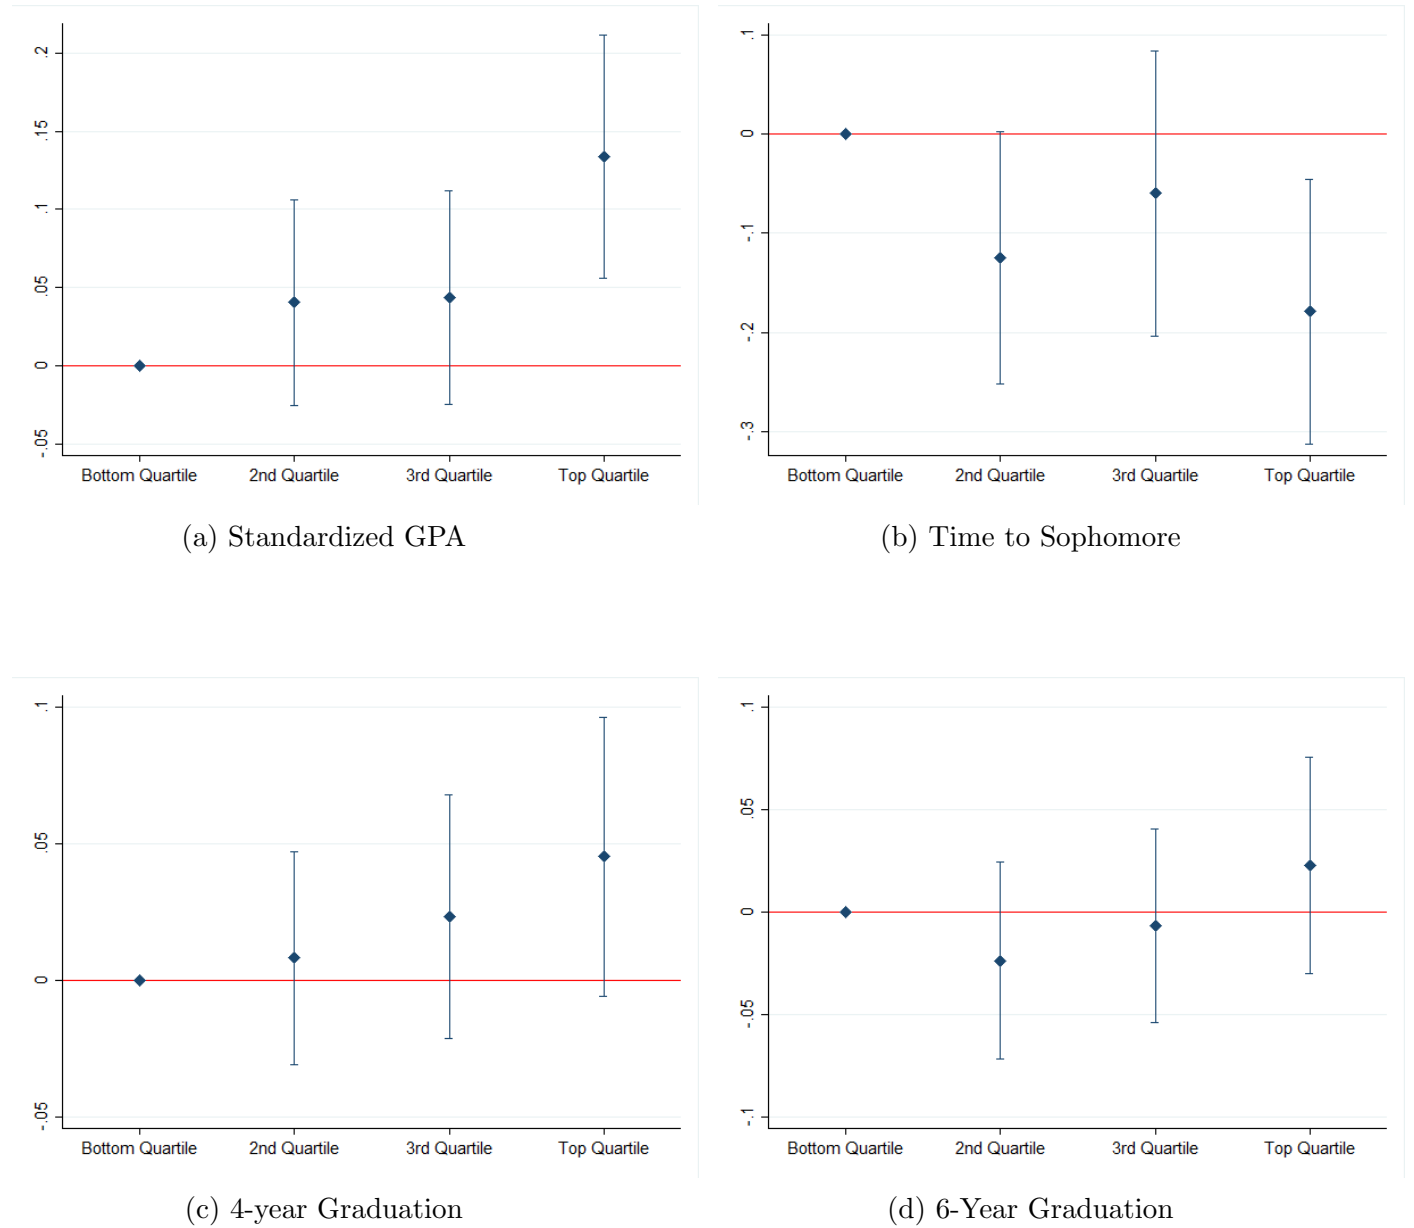 .2
.15
.1
.05
0
-.05
Bottom Quartile 2nd Quartile 3rd Quartile Top Quartile
(a) Standardized GPA
.1
0
-.1
-.2
-.3
Bottom Quartile 2nd Quartile 3rd Quartile Top Quartile
(b) Time to Sophomore
.1
.05
0
-.05
Bottom Quartile 2nd Quartile 3rd Quartile Top Quartile
(c) 4-year Graduation
.1
.05
0
-.05
-.1
Bottom Quartile 2nd Quartile 3rd Quartile Top Quartile
(d) 6-Year Graduation